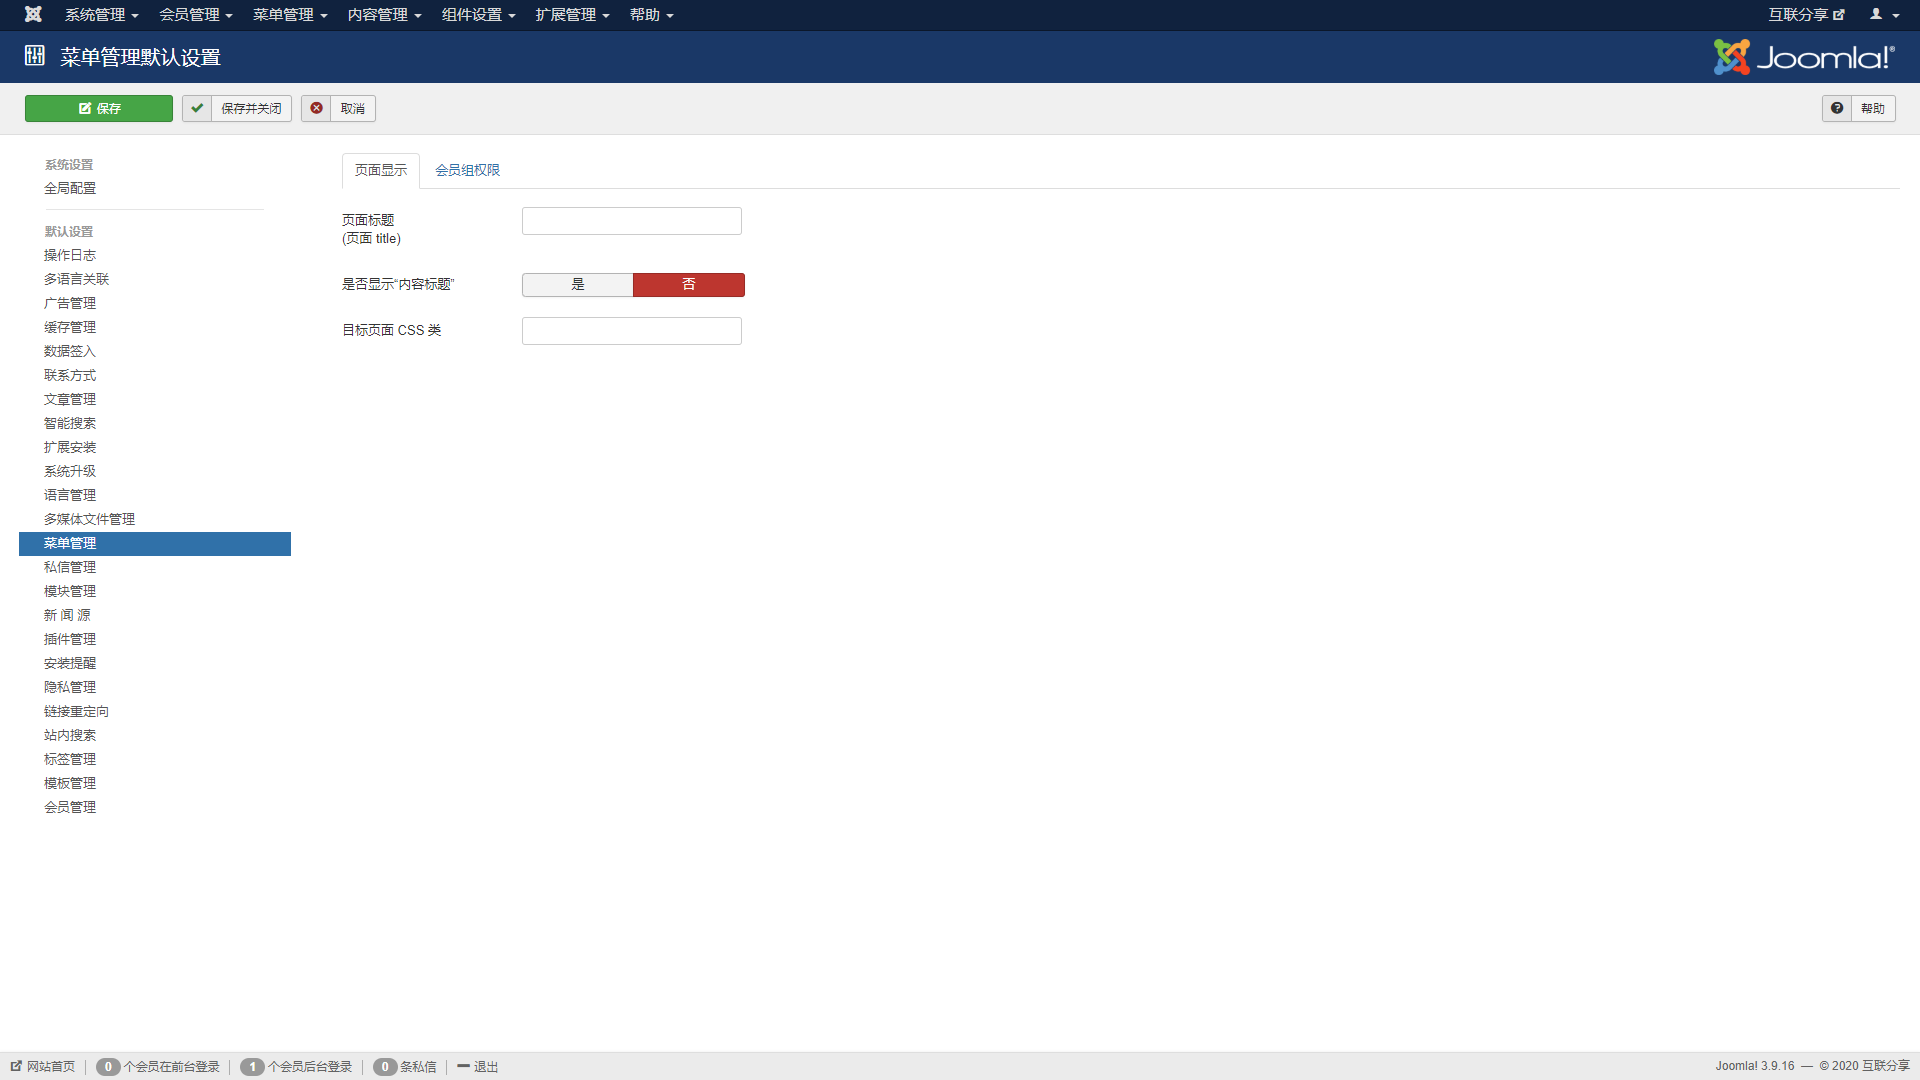 系统管理 会员管理 菜单管理 内容管理 组件设置 扩展管理 帮助 互联分享
菜单管理默认设置 Joomla!®
保存 保存并关闭 取消 帮助
系统设置
全局配置
默认设置
操作日志
多语言关联
广告管理
缓存管理
数据签入
联系方式
文章管理
智能搜索
扩展安装
系统升级
语言管理
多媒体文件管理
菜单管理
私信管理
模块管理
新 闻 源
插件管理
安装提醒
隐私管理
链接重定向
站内搜索
标签管理
模板管理
会员管理
页面显示 会员组权限
页面标题
(页面 title)
是否显示“内容标题” 是 否
目标页面 CSS 类
网站首页 0 个会员在前台登录 1 个会员后台登录 0 条私信 退出 Joomla! 3.9.16 — © 2020 互联分享